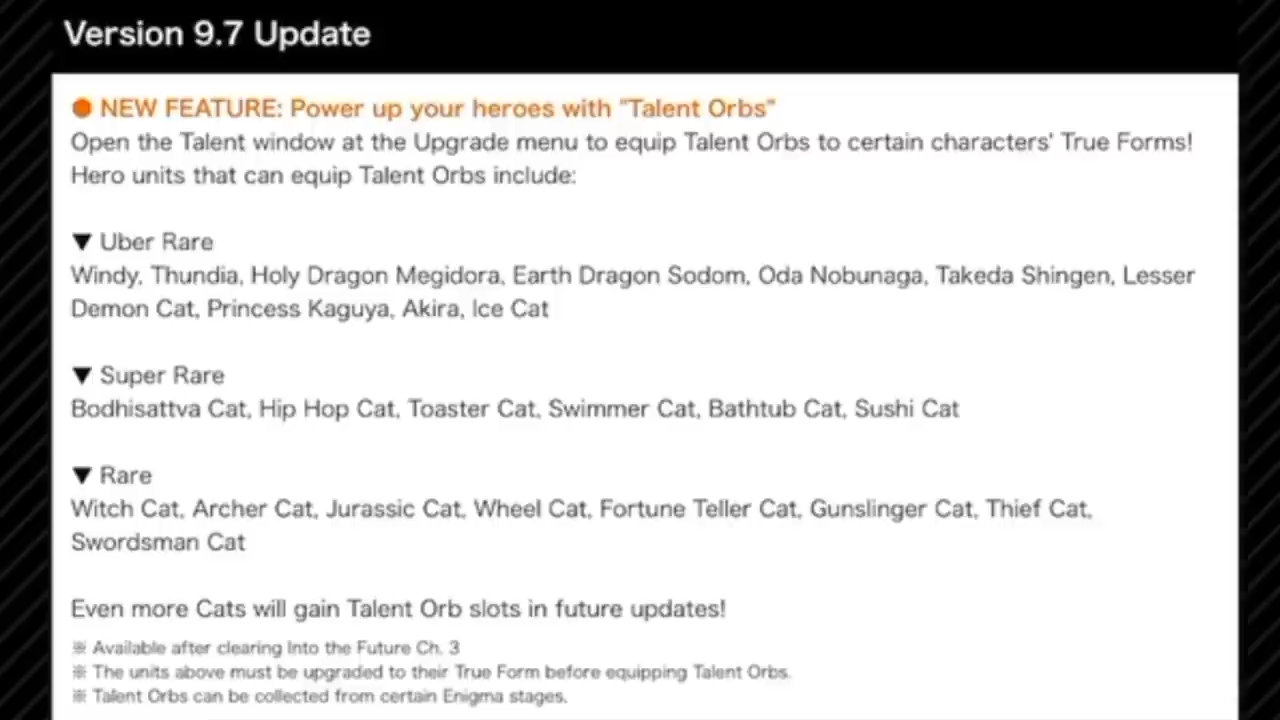 Version 9.7 Update
● NEW FEATURE: Power up your heroes with "Talent Orbs"
Open the Talent window at the Upgrade menu to equip Talent Orbs to certain characters' True Forms!
Hero units that can equip Talent Orbs include:
▼ Uber Rare
Windy, Thundia, Holy Dragon Megidora, Earth Dragon Sodom, Oda Nobunaga, Takeda Shingen, Lesser
Demon Cat, Princess Kaguya, Akira, Ice Cat
▼ Super Rare
Bodhisattva Cat, Hip Hop Cat, Toaster Cat, Swimmer Cat, Bathtub Cat, Sushi Cat
▼ Rare
Witch Cat, Archer Cat, Jurassic Cat, Wheel Cat, Fortune Teller Cat, Gunslinger Cat, Thief Cat,
Swordsman Cat
Even more Cats will gain Talent Orb slots in future updates!
※ Available after clearing Into the Future Ch. 3
※ The units above must be upgraded to their True Form before equipping Talent Orbs.
※ Talent Orbs can be collected from certain Enigma stages.